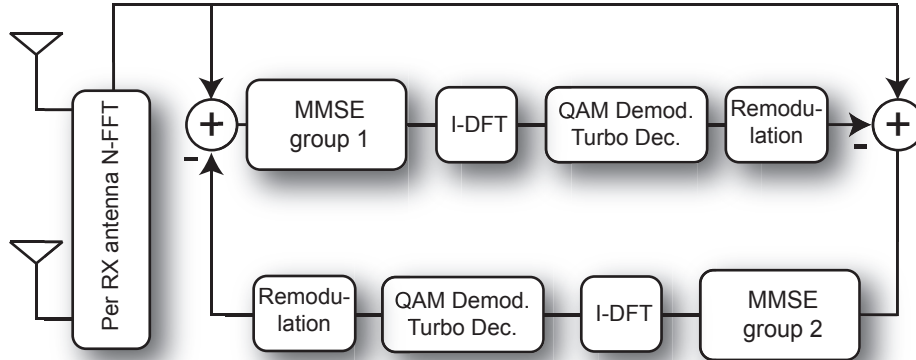 Per RX antenna N-FFT
+
-
MMSE
group 1
I-DFT
QAM Demod.
Turbo Dec.
Remodu-
lation
-
+
Remodu-
lation
QAM Demod.
Turbo Dec.
I-DFT
MMSE
group 2